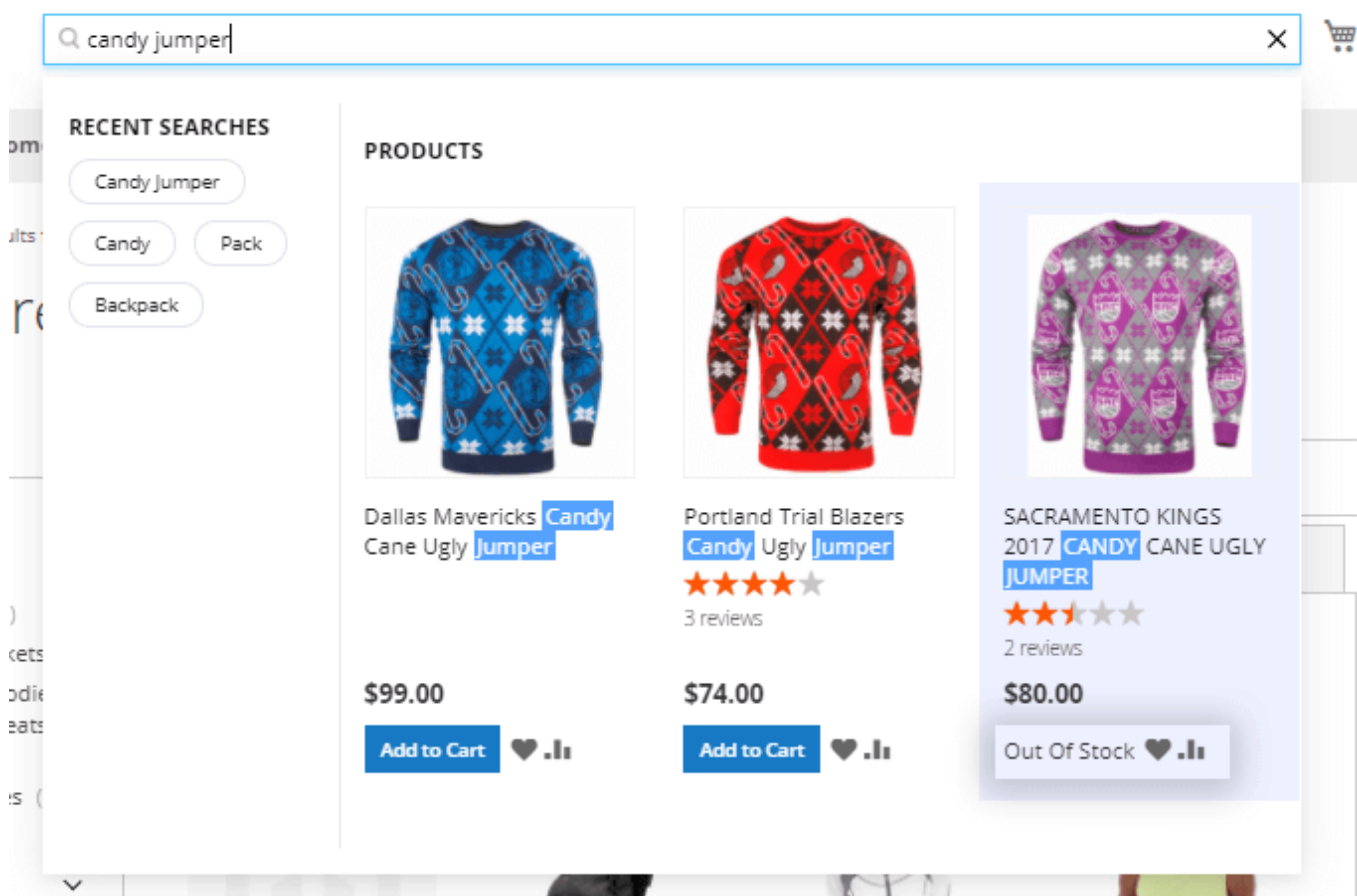 candy jumper
RECENT SEARCHES
Candy Jumper
Candy Pack
Backpack
PRODUCTS
Dallas Mavericks Candy
Cane Ugly Jumper
$99.00
Add to Cart
Portland Trial Blazers
Candy Ugly Jumper
3 reviews
$74.00
Add to Cart
SACRAMENTO KINGS
2017 CANDY CANE UGLY
JUMPER
2 reviews
$80.00
Out Of Stock